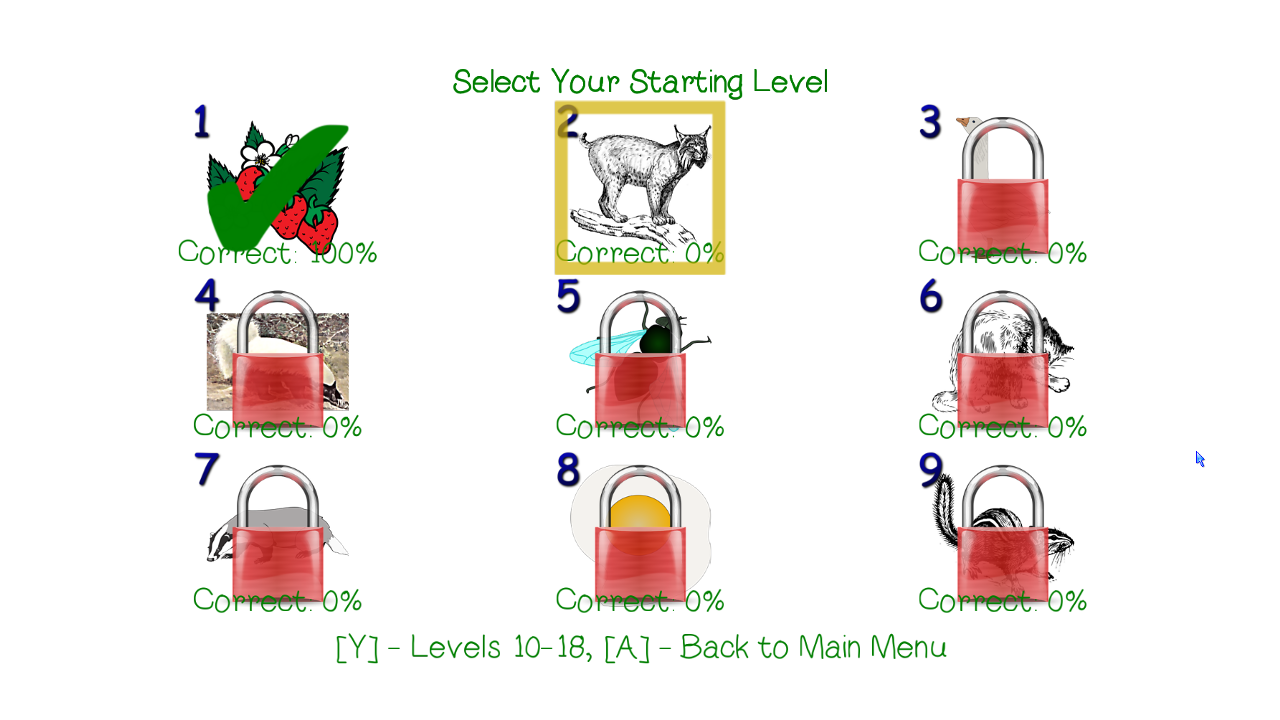 Select Your Starting Level
1 2 3
Correct: 100% Correct: 0% Correct: 0%
4 5 6
Correct: 0% Correct: 0% Correct: 0%
7 8 9
Correct: 0% Correct: 0% Correct: 0%
[Y] - Levels 10-18, [A] - Back to Main Menu